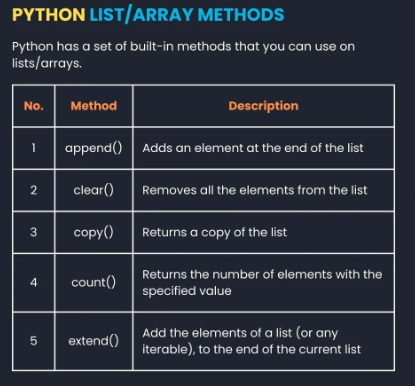 PYTHON LIST/ARRAY METHODS
Python has a set of built-in methods that you can use on
lists/arrays.
No. Method Description
1 append() Adds an element at the end of the list
2 clear() Removes all the elements from the list
3 copy() Returns a copy of the list
4 count() Returns the number of elements with the
specified value
5 extend() Add the elements of a list (or any
iterable), to the end of the current list